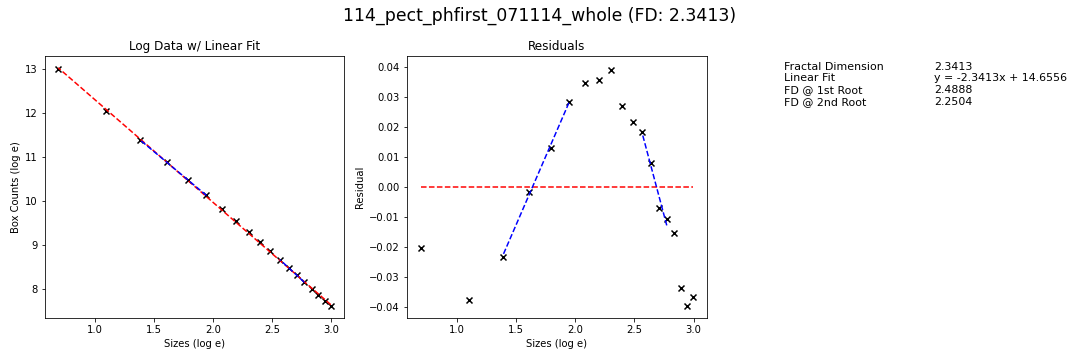 114_pect_phfirst_071114_whole (FD: 2.3413)
Log Data w/ Linear Fit
Box Counts (log e)
13
12
11
10
9
8
1.0 1.5 2.0 2.5 3.0
Sizes (log e)
Residuals
Residual
0.04
0.03
0.02
0.01
0.00
−0.01
−0.02
−0.03
−0.04
1.0 1.5 2.0 2.5 3.0
Sizes (log e)
Fractal Dimension 2.3413
Linear Fit y = -2.3413x + 14.6556
FD @ 1st Root 2.4888
FD @ 2nd Root 2.2504